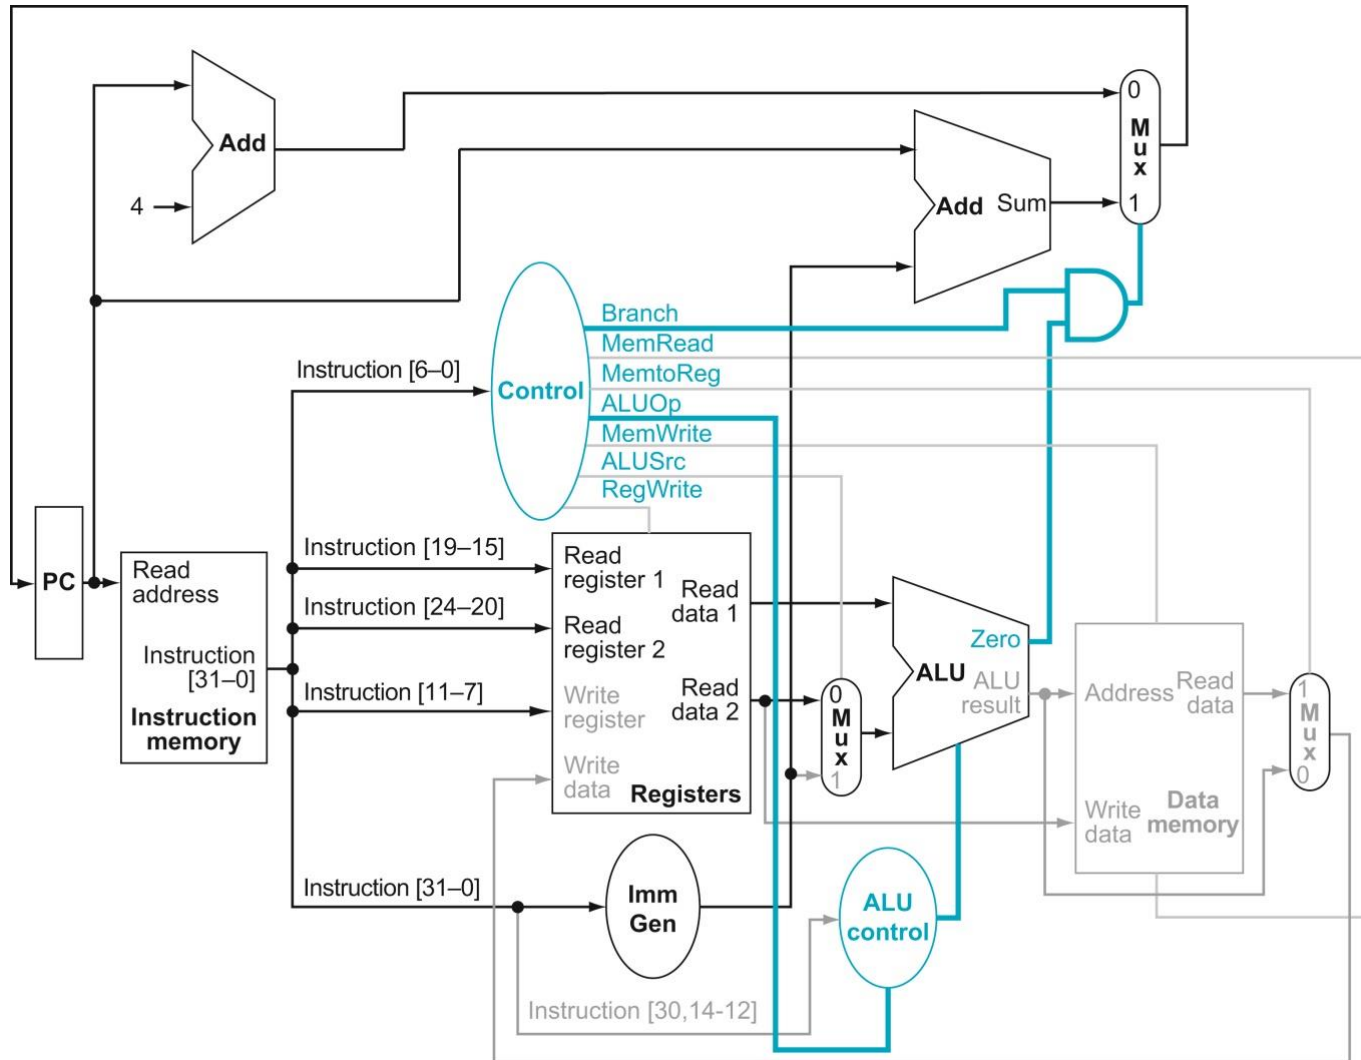 Add
4
Add Sum
0
Mux
1
Branch
MemRead
MemtoReg
ALUOp
MemWrite
ALUSrc
RegWrite
Control
Instruction [6–0]
Instruction [19–15]
Instruction [24–20]
Instruction [11–7]
Instruction [31–0]
PC
Read
address
Instruction
[31–0]
Instruction
memory
Read
register 1
Read
register 2
Write
register
Write
data
Read
data 1
Read
data 2
Registers
0
Mux
1
Zero
ALU
ALU
result
Address
Read
data
Write
data
Data
memory
1
Mux
0
Imm
Gen
ALU
control
Instruction [30,14-12]